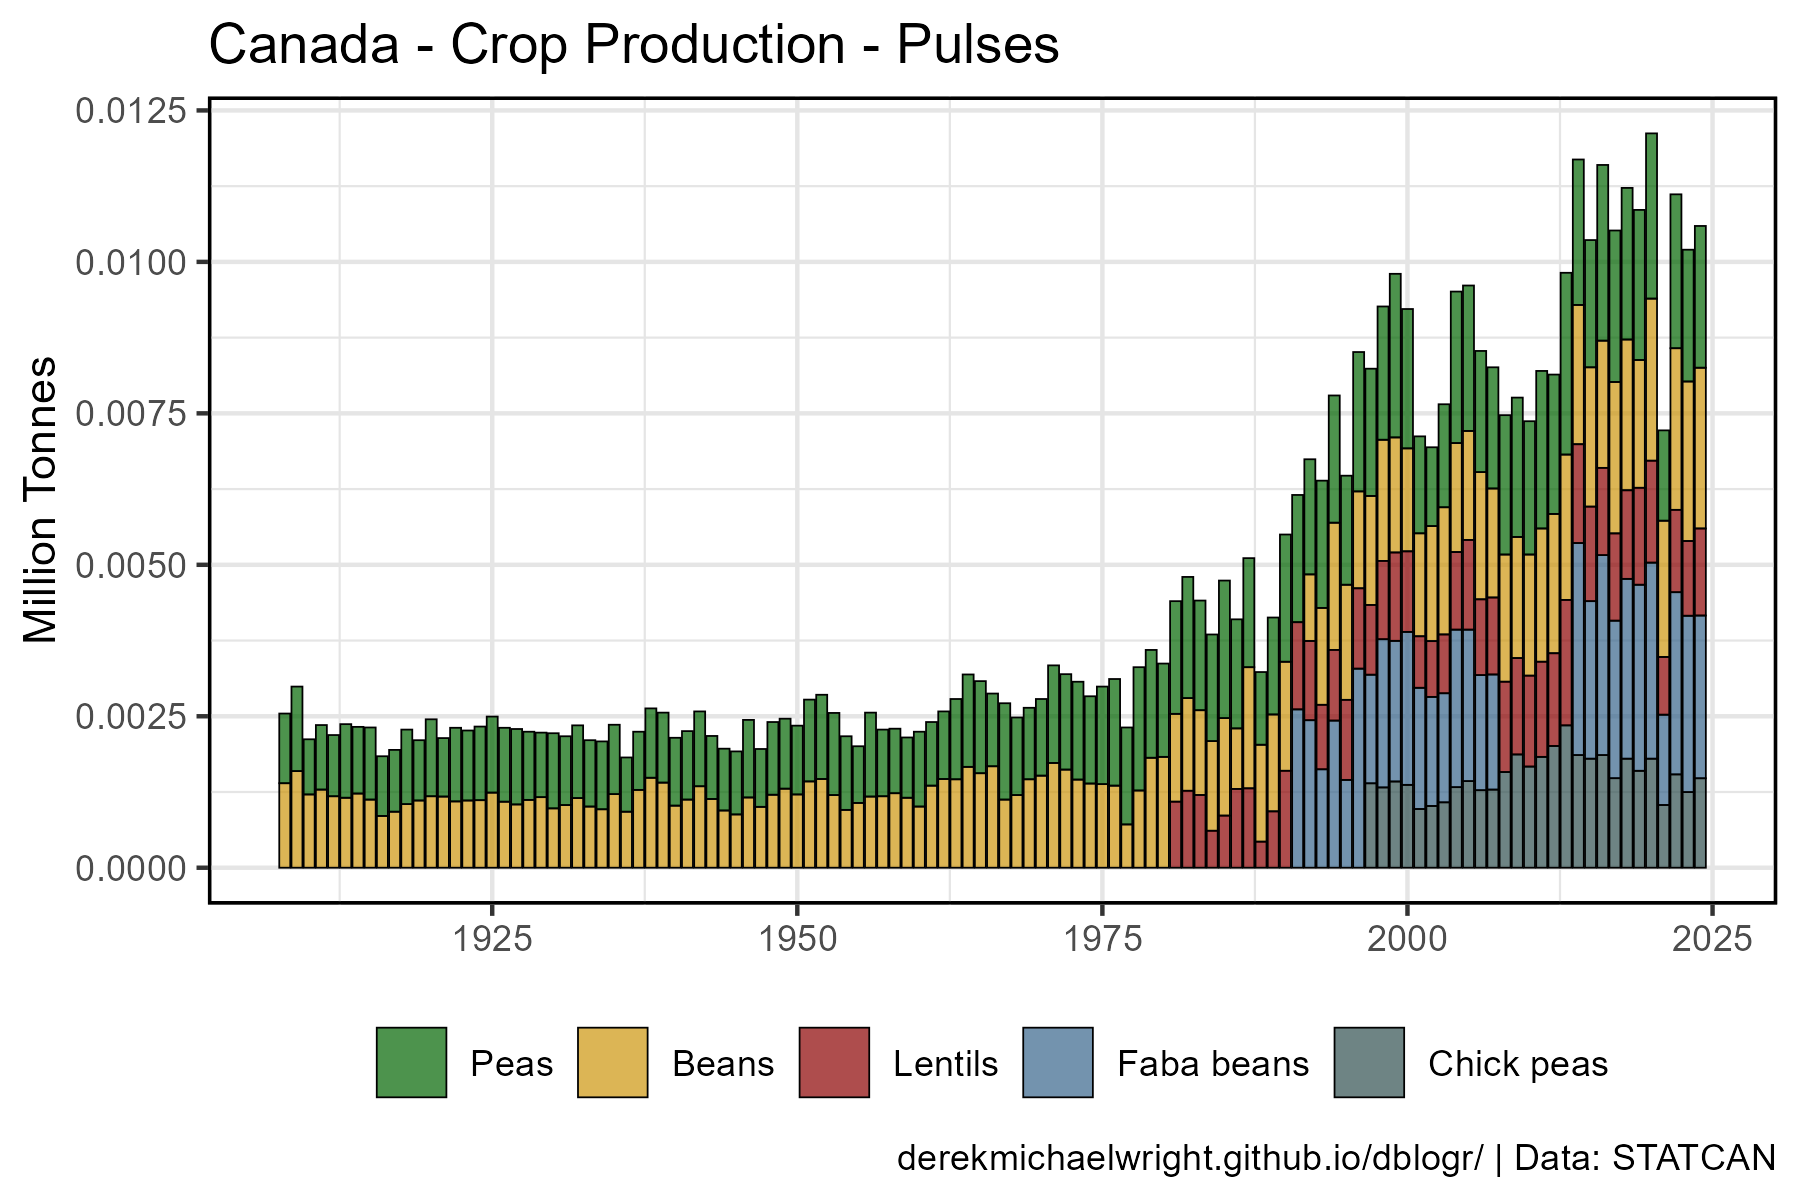 Canada - Crop Production - Pulses
Million Tonnes
0.0125
0.0100
0.0075
0.0050
0.0025
0.0000
1925 1950 1975 2000 2025
Peas Beans Lentils Faba beans Chick peas
derekmichaelwright.github.io/dblogr/ | Data: STATCAN